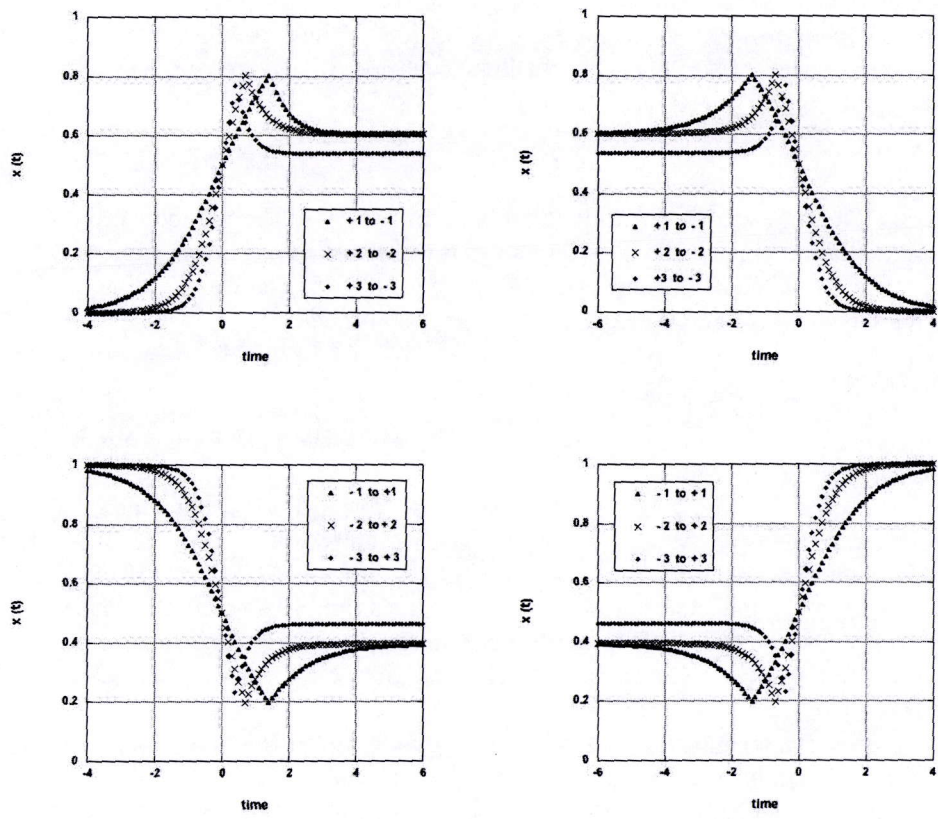 1
0.8
0.6
0.4
0.2
0
x (t)
+1 to -1
+2 to -2
+3 to -3
-4 -2 0 2 4 6
time
1
0.8
0.6
0.4
0.2
0
x (t)
+1 to -1
+2 to -2
+3 to -3
-6 -4 -2 0 2 4
time
1
0.8
0.6
0.4
0.2
0
x (t)
-1 to +1
-2 to +2
-3 to +3
-4 -2 0 2 4 6
time
1
0.8
0.6
0.4
0.2
0
x (t)
-1 to +1
-2 to +2
-3 to +3
-6 -4 -2 0 2 4
time